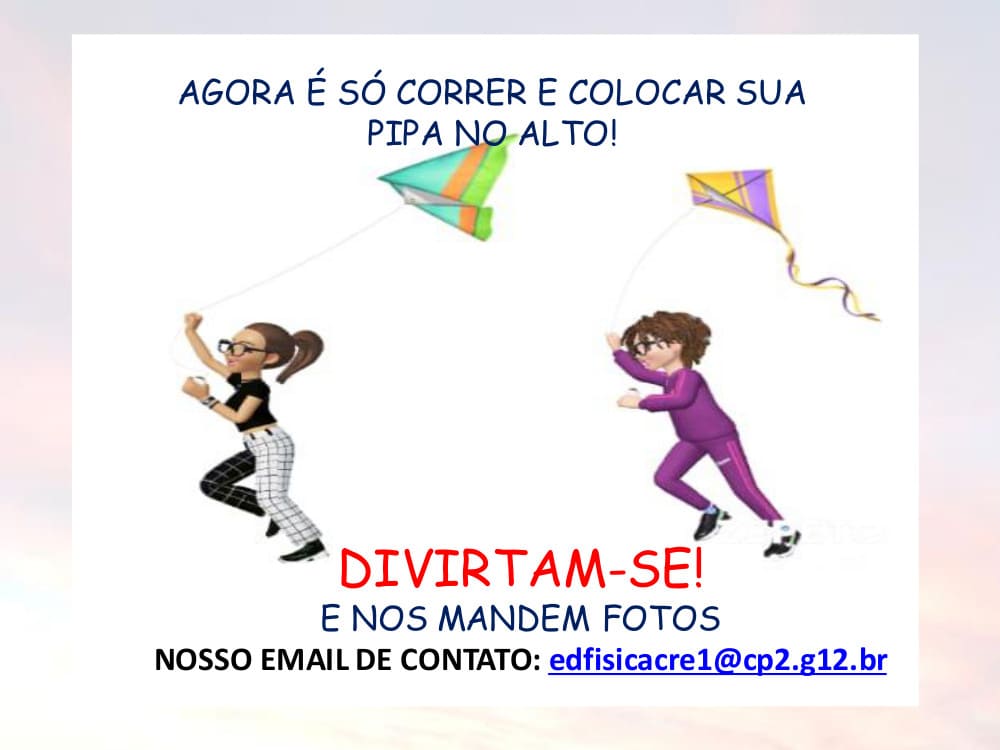 AGORA É SÓ CORRER E COLOCAR SUA
PIPA NO ALTO!
DIVIRTAM-SE!
E NOS MANDEM FOTOS
NOSSO EMAIL DE CONTATO: edfisicacre1@cp2.g12.br